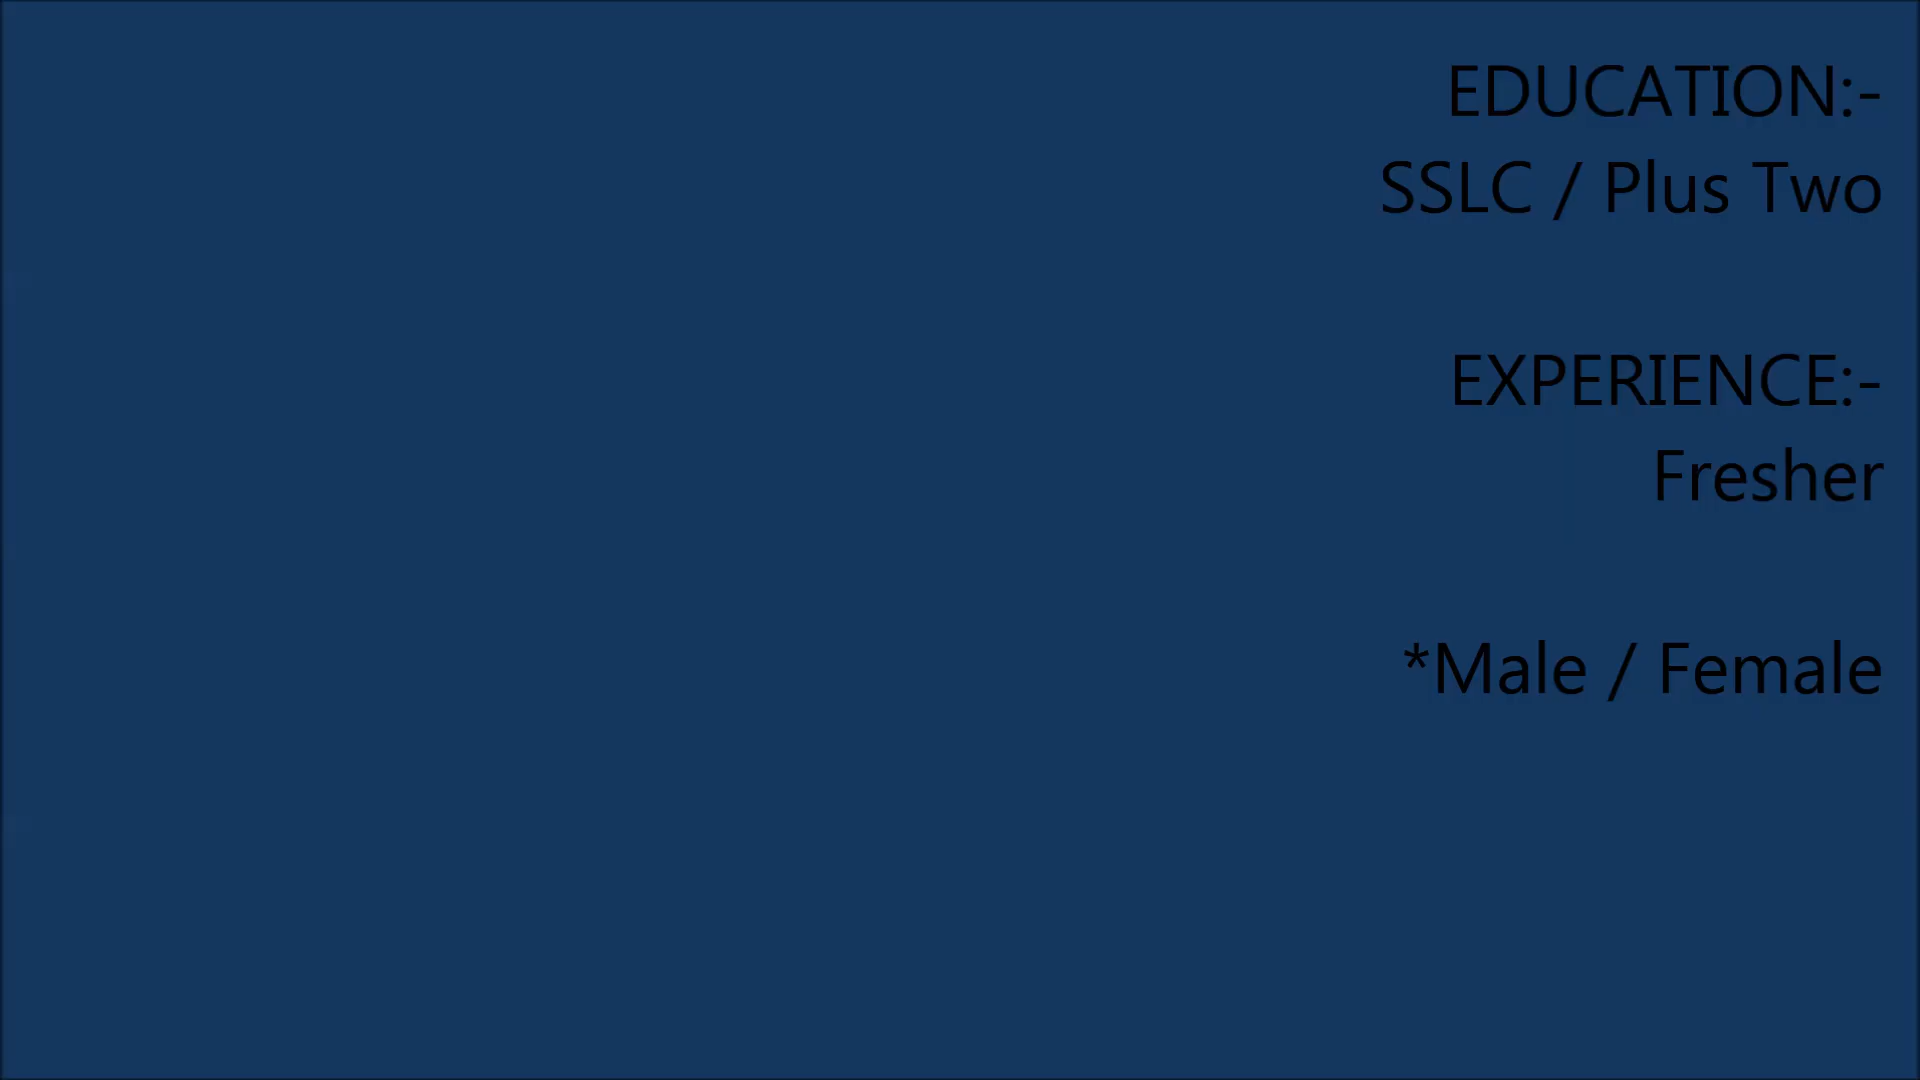 EDUCATION:-
SSLC / Plus Two
EXPERIENCE:-
Fresher
*Male / Female